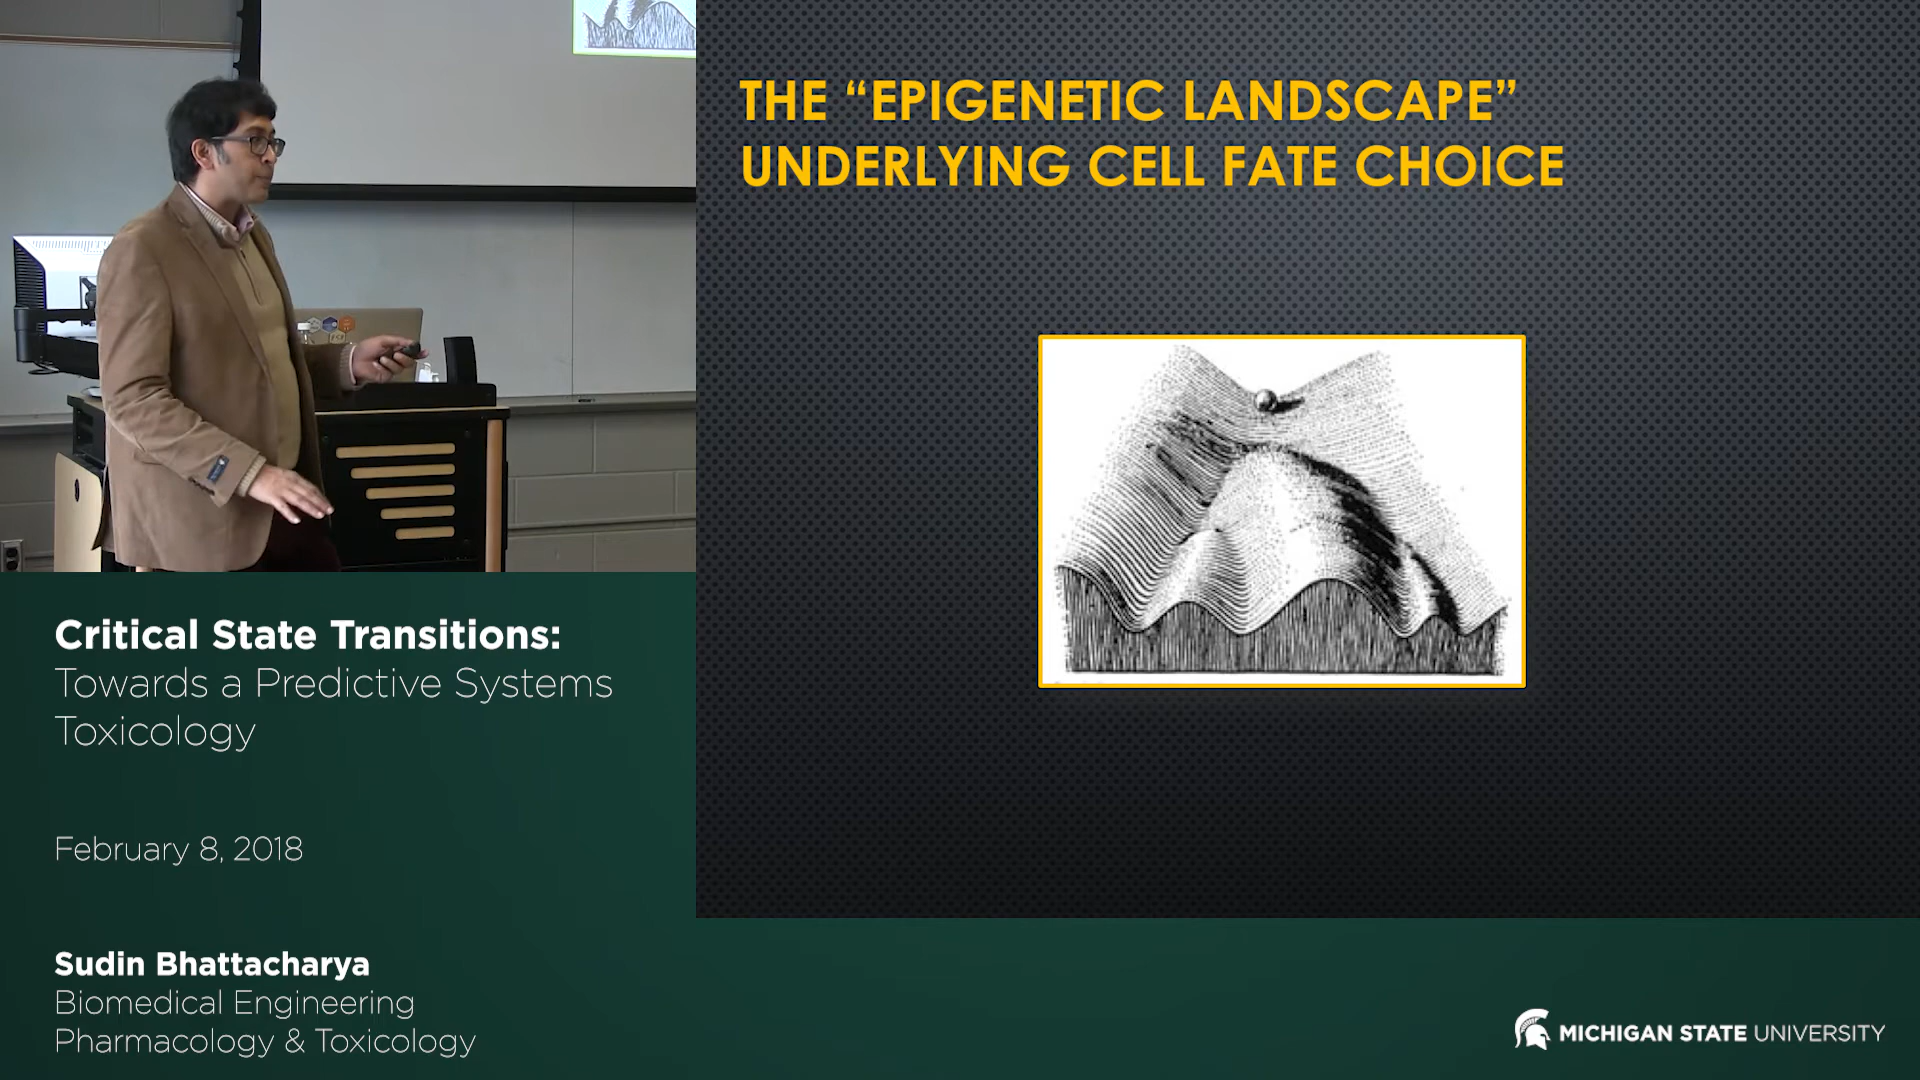 THE “EPIGENETIC LANDSCAPE”
UNDERLYING CELL FATE CHOICE
Critical State Transitions:
Towards a Predictive Systems
Toxicology
February 8, 2018
Sudin Bhattacharya
Biomedical Engineering
Pharmacology & Toxicology
MICHIGAN STATE UNIVERSITY